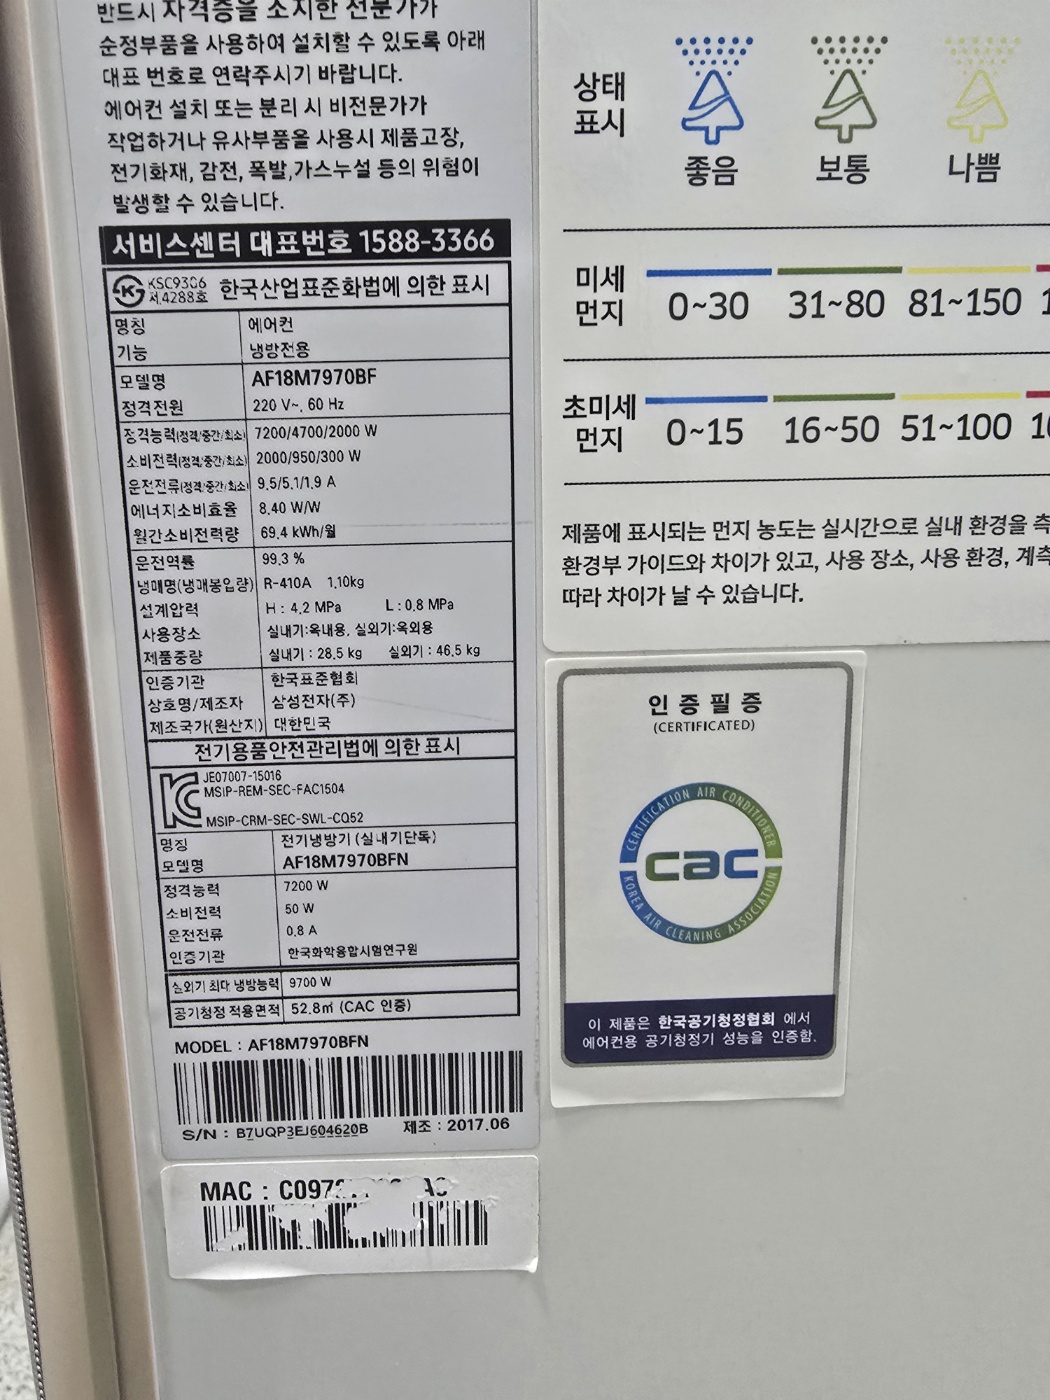 반드시 자격증을 소지한 전문가가
순정부품을 사용하여 설치할 수 있도록 아래
대표 번호로 연락주시기 바랍니다.
에어컨 설치 또는 분리 시 비전문가가
작업하거나 유사부품을 사용시 제품고장,
전기화재, 감전, 폭발,가스누설 등의 위험이
발생할 수 있습니다.
서비스센터 대표번호 1588-3366
KSC9306
저.4288호
한국산업표준화법에 의한 표시
명칭 에어컨
기능 냉방전용
모델명 AF18M7970BF
정격전원 220 V~, 60 Hz
정격능력(정격/중간/최소) 7200/4700/2000 W
소비전력(정격/중간/최소) 2000/950/300 W
운전전류(정격/중간/최소) 9.5/5.1/1.9 A
에너지소비효율 8.40 W/W
월간소비전력량 69.4 kWh/월
운전역률 99.3 %
냉매명(냉매봉입량) R-410A 1.10kg
설계압력 H : 4.2 MPa L : 0.8 MPa
사용장소 실내기:옥내용, 실외기:옥외용
제품중량 실내기 : 28.5 kg 실외기 : 46.5 kg
인증기관 한국표준협회
상호명/제조자 삼성전자(주)
제조국가(원산지) 대한민국
전기용품안전관리법에 의한 표시
JE07007-15016
MSIP-REM-SEC-FAC1504
MSIP-CRM-SEC-SWL-CQ52
명칭 전기냉방기 (실내기단독)
모델명 AF18M7970BFN
정격능력 7200 W
소비전력 50 W
운전전류 0.8 A
인증기관 한국화학융합시험연구원
실외기 최대 냉방능력 9700 W
공기청정 적용면적 52.8㎡ (CAC 인증)
MODEL : AF18M7970BFN
S/N : B7UQP3EJ604620B 제조 : 2017.06
MAC : C097
상태
표시
좋음 보통 나쁨
미세
먼지
0~30 31~80 81~150 1
초미세
먼지
0~15 16~50 51~100 10
제품에 표시되는 먼지 농도는 실시간으로 실내 환경을 측
환경부 가이드와 차이가 있고, 사용 장소, 사용 환경, 계측
따라 차이가 날 수 있습니다.
인 증 필 증
(CERTIFICATED)
CERTIFICATION AIR CONDITIONER
cac
KOREA AIR CLEANING ASSOCIATION
이 제품은 한국공기청정협회 에서
에어컨용 공기청정기 성능을 인증함.